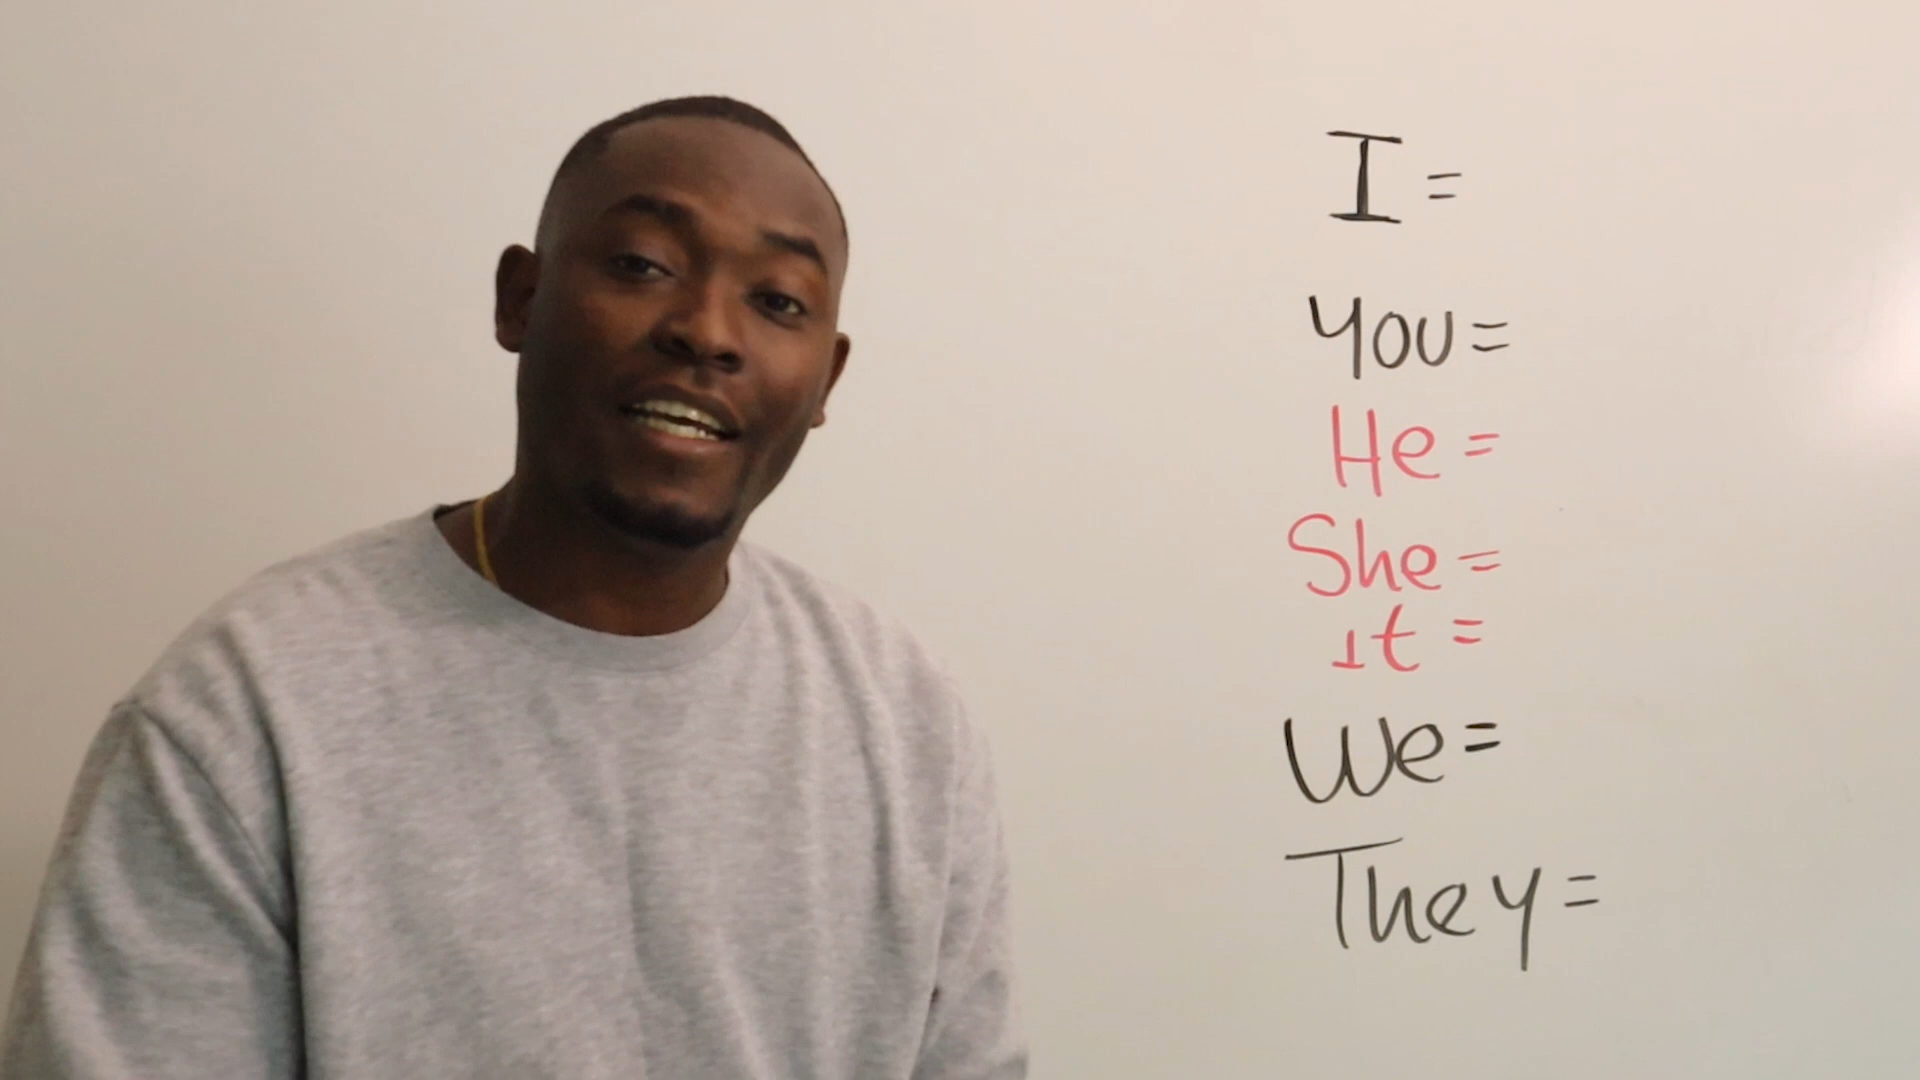 I =
YOU =
He =
She =
It =
We =
They =